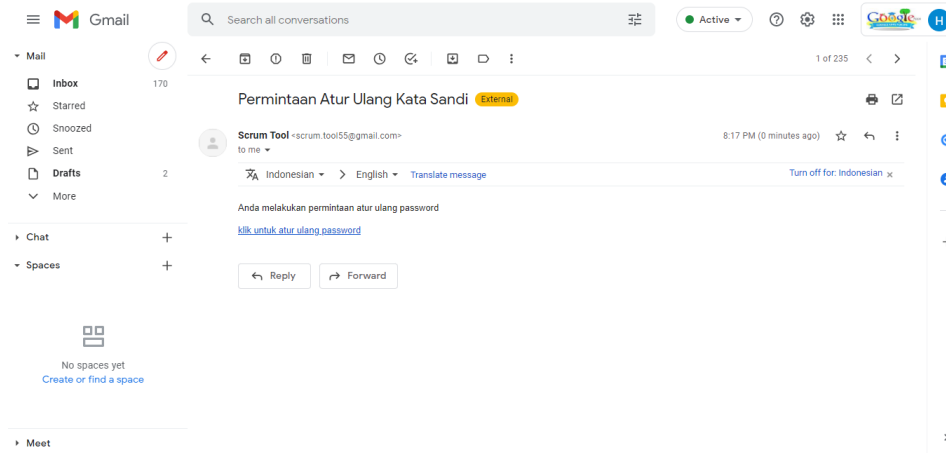 Gmail
Search all conversations
Active
Google
H
Mail
Inbox 170
Starred
Snoozed
Sent
Drafts 2
More
Chat
Spaces
No spaces yet
Create or find a space
Meet
1 of 235
Permintaan Atur Ulang Kata Sandi External
Scrum Tool <scrum.tool55@gmail.com> 8:17 PM (0 minutes ago)
to me
Indonesian > English Translate message Turn off for: Indonesian x
Anda melakukan permintaan atur ulang password
klik untuk atur ulang password
Reply Forward